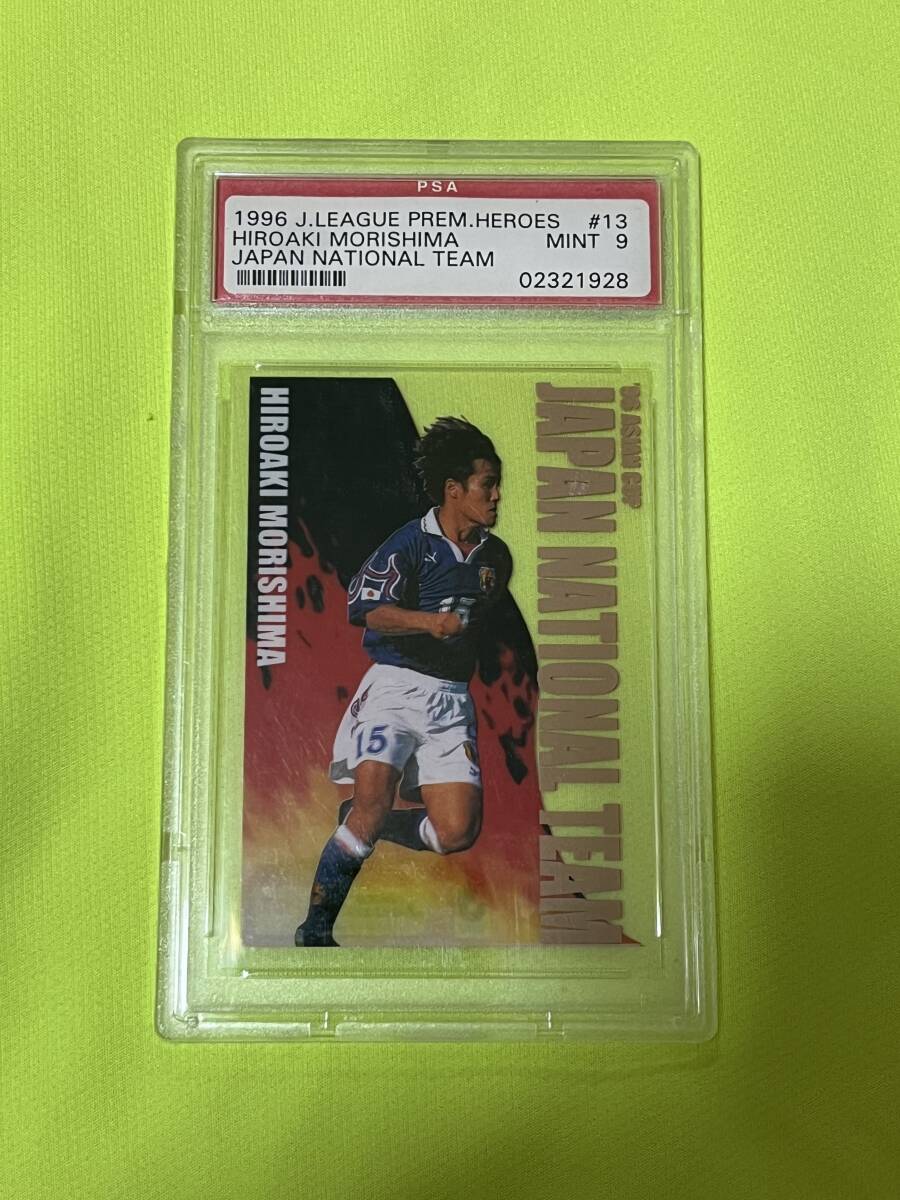 PSA
1996 J.LEAGUE PREM.HEROES #13
HIROAKI MORISHIMA MINT 9
JAPAN NATIONAL TEAM
02321928
HIROAKI MORISHIMA
'96 ASIAN CUP
JAPAN NATIONAL TEAM
15
15